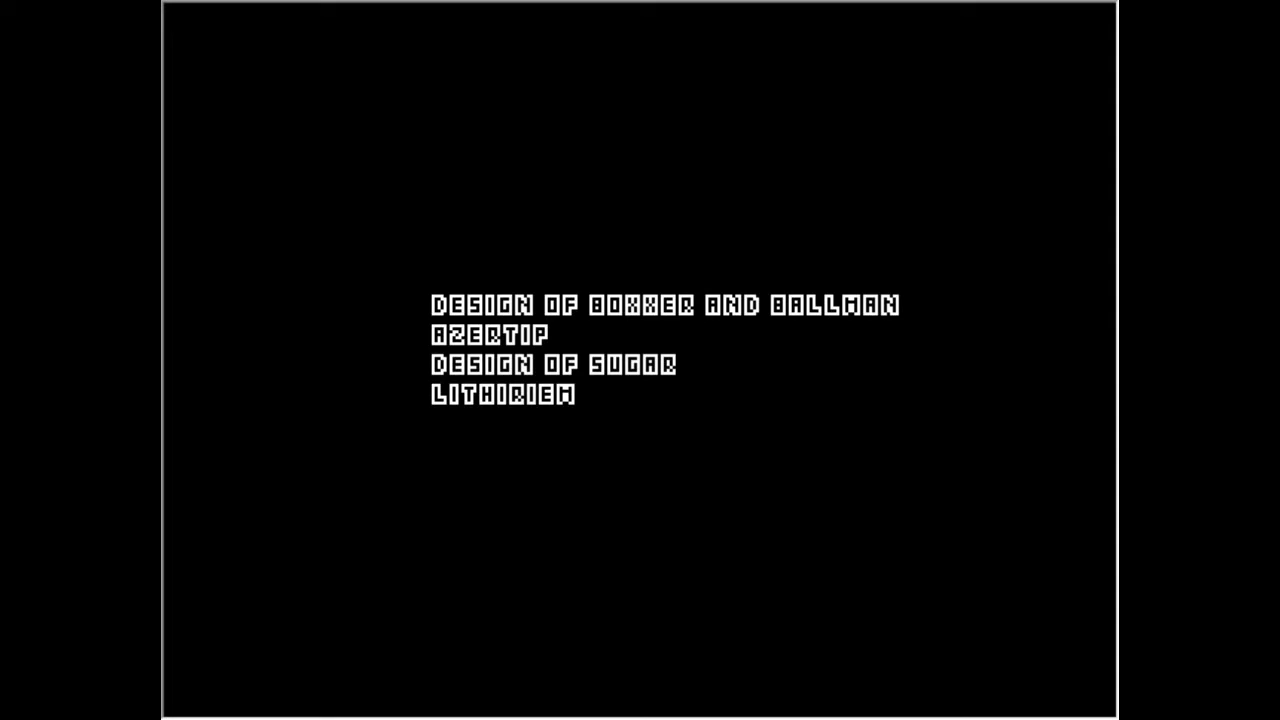 DESIGN OF BOXXER AND BALLMAN
AZERTIP
DESIGN OF SUGAR
LITHIRIEM